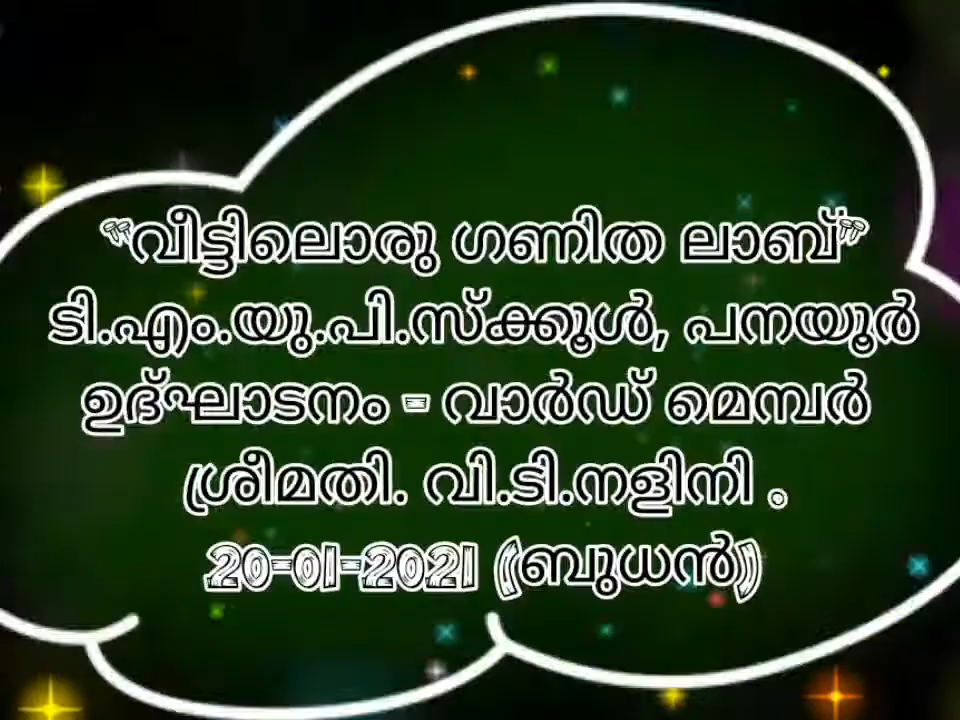 "വീട്ടിലൊരു ഗണിത ലാബ്"
ടി.എം.യു.പി.സ്ക്കൂൾ, പനയൂർ
ഉദ്ഘാടനം - വാർഡ് മെമ്പർ
ശ്രീമതി. വി.ടി.നളിനി .
20-01-2021 (ബുധൻ)